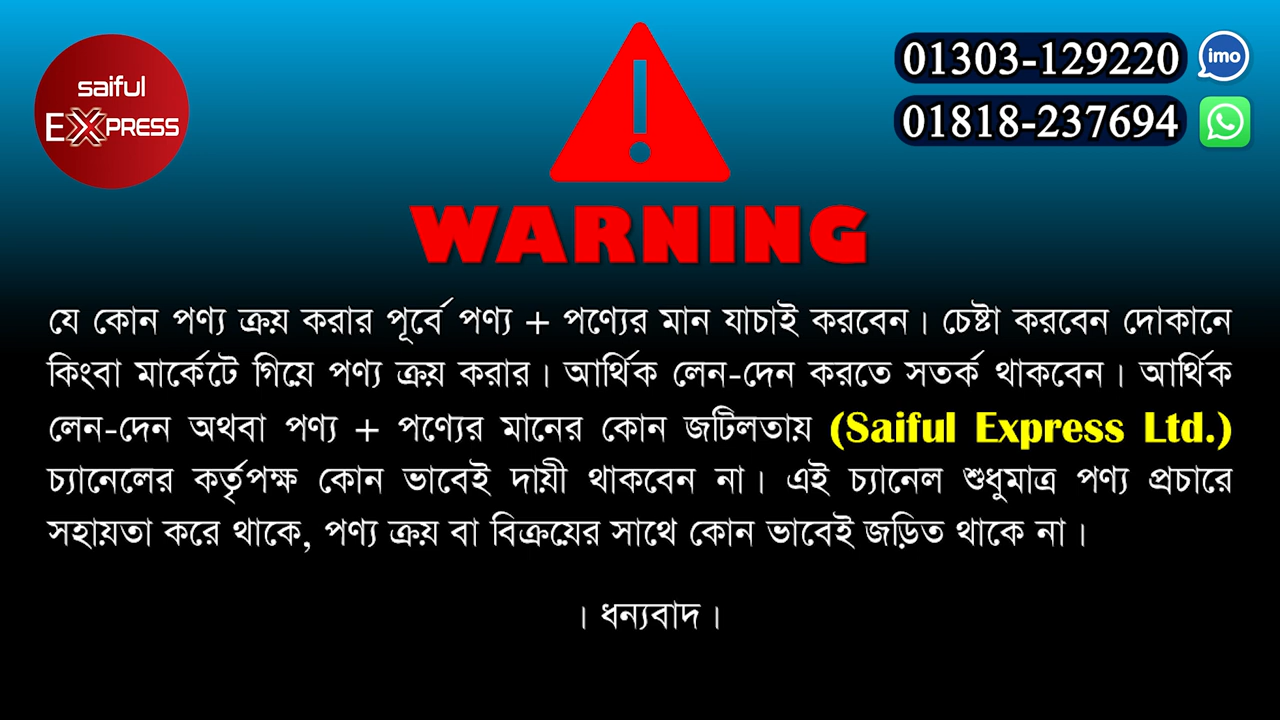 saiful
EXPRESS
01303-129220
imo
01818-237694
WARNING
যে কোন পণ্য ক্রয় করার পূর্বে পণ্য + পণ্যের মান যাচাই করবেন। চেষ্টা করবেন দোকানে
কিংবা মার্কেটে গিয়ে পণ্য ক্রয় করার। আর্থিক লেন-দেন করতে সতর্ক থাকবেন। আর্থিক
লেন-দেন অথবা পণ্য + পণ্যের মানের কোন জটিলতায় (Saiful Express Ltd.)
চ্যানেলের কর্তৃপক্ষ কোন ভাবেই দায়ী থাকবেন না। এই চ্যানেল শুধুমাত্র পণ্য প্রচারে
সহায়তা করে থাকে, পণ্য ক্রয় বা বিক্রয়ের সাথে কোন ভাবেই জড়িত থাকে না।
। ধন্যবাদ।